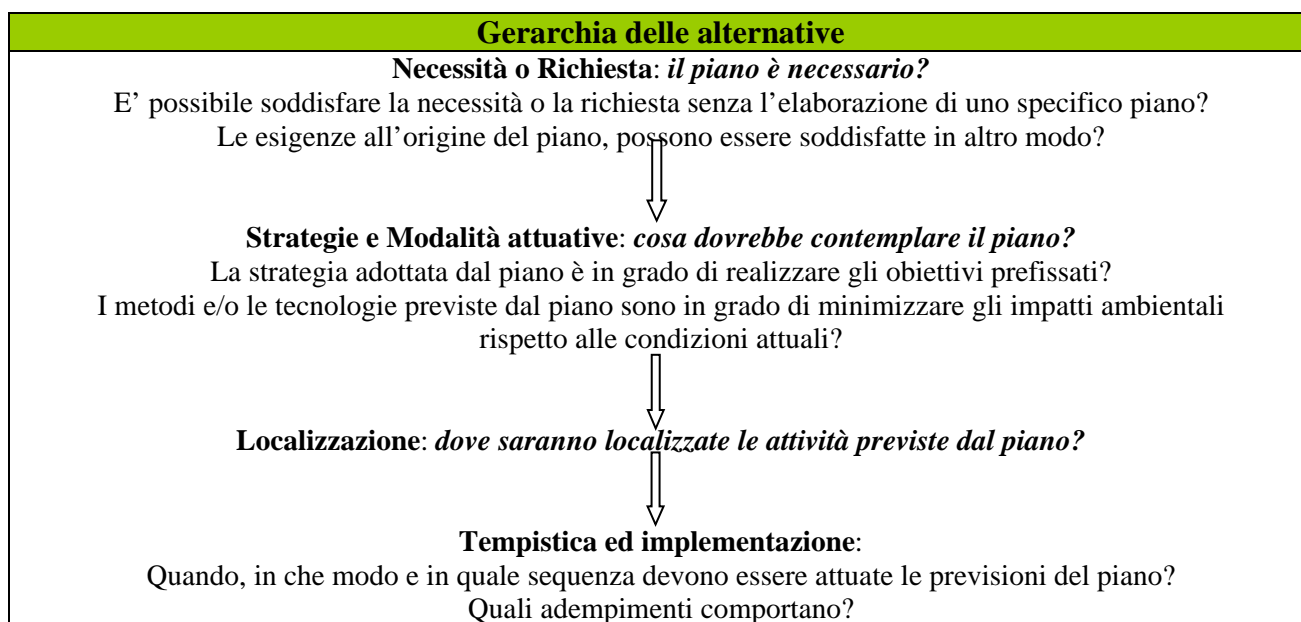 Gerarchia delle alternative
Necessità o Richiesta: il piano è necessario?
E’ possibile soddisfare la necessità o la richiesta senza l’elaborazione di uno specifico piano?
Le esigenze all’origine del piano, possono essere soddisfatte in altro modo?
Strategie e Modalità attuative: cosa dovrebbe contemplare il piano?
La strategia adottata dal piano è in grado di realizzare gli obiettivi prefissati?
I metodi e/o le tecnologie previste dal piano sono in grado di minimizzare gli impatti ambientali
rispetto alle condizioni attuali?
Localizzazione: dove saranno localizzate le attività previste dal piano?
Tempistica ed implementazione:
Quando, in che modo e in quale sequenza devono essere attuate le previsioni del piano?
Quali adempimenti comportano?